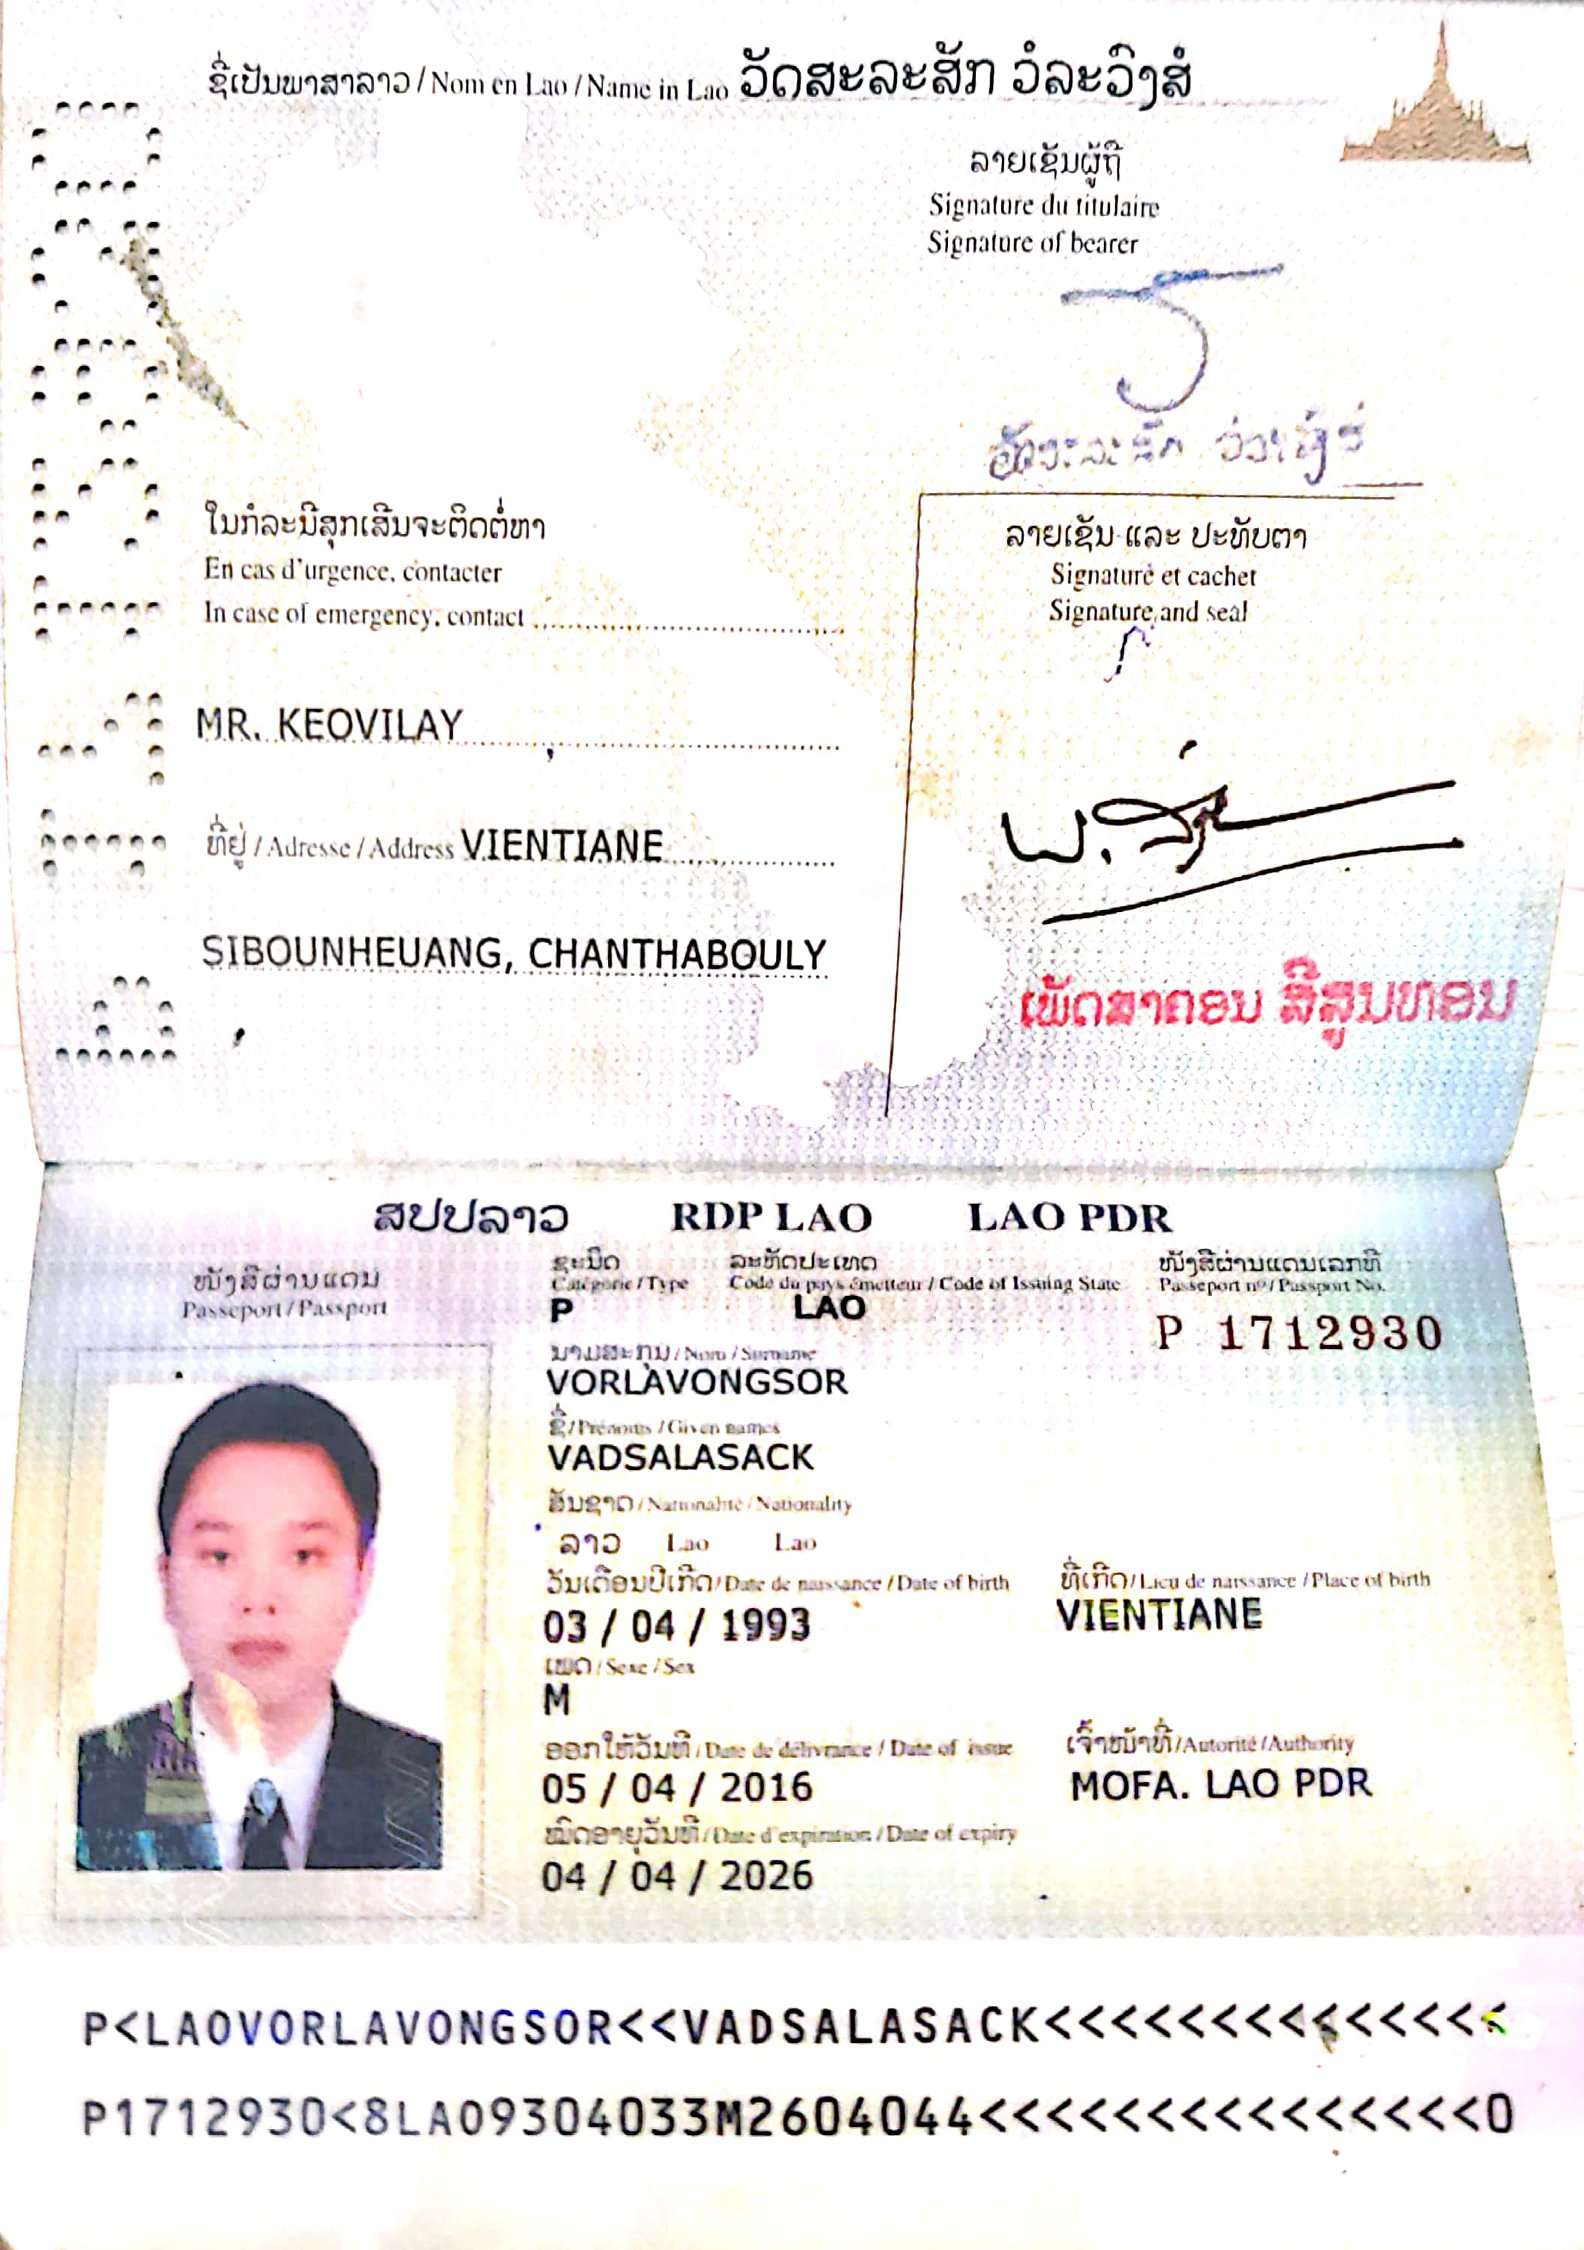 ຊື່ເປັນພາສາລາວ / Nom en Lao / Name in Lao ວັດສະລະສັກ ວໍລະວົງສໍ
ລາຍເຊັນຜູ້ຖື
Signature du titulaire
Signature of bearer
ໃນກໍລະນີສຸກເສີນຈະຕິດຕໍ່ຫາ
En cas d'urgence, contacter
In case of emergency, contact
MR. KEOVILAY
ທີ່ຢູ່ / Adresse / Address VIENTIANE
SIBOUNHEUANG, CHANTHABOULY
ລາຍເຊັນ ແລະ ປະທັບຕາ
Signature et cachet
Signature and seal
ເພັດສາຄອນ ສີສູນທອນ
ສປປລາວ RDP LAO LAO PDR
ໜັງສືຜ່ານແດນ
Passeport / Passport
ຊະນິດ
Catégorie / Type
P
ລະຫັດປະເທດ
Code du pays émetteur / Code of Issuing State
LAO
ໜັງສືຜ່ານແດນເລກທີ
Passeport nº / Passport No.
P 1712930
ນາມສະກຸນ / Nom / Surname
VORLAVONGSOR
ຊື່ / Prénoms / Given names
VADSALASACK
ສັນຊາດ / Nationalité / Nationality
ລາວ Lao Lao
ວັນເດືອນປີເກີດ / Date de naissance / Date of birth
03 / 04 / 1993
ທີ່ເກີດ / Lieu de naissance / Place of birth
VIENTIANE
ເພດ / Sexe / Sex
M
ອອກໃຫ້ວັນທີ / Date de délivrance / Date of issue
05 / 04 / 2016
ເຈົ້າໜ້າທີ່ / Autorité / Authority
MOFA. LAO PDR
ໝົດອາຍຸວັນທີ / Date d'expiration / Date of expiry
04 / 04 / 2026
P<LAOVORLAVONGSOR<<VADSALASACK<<<<<<<<<<<<<<
P1712930<8LAO9304033M2604044<<<<<<<<<<<<<<<0